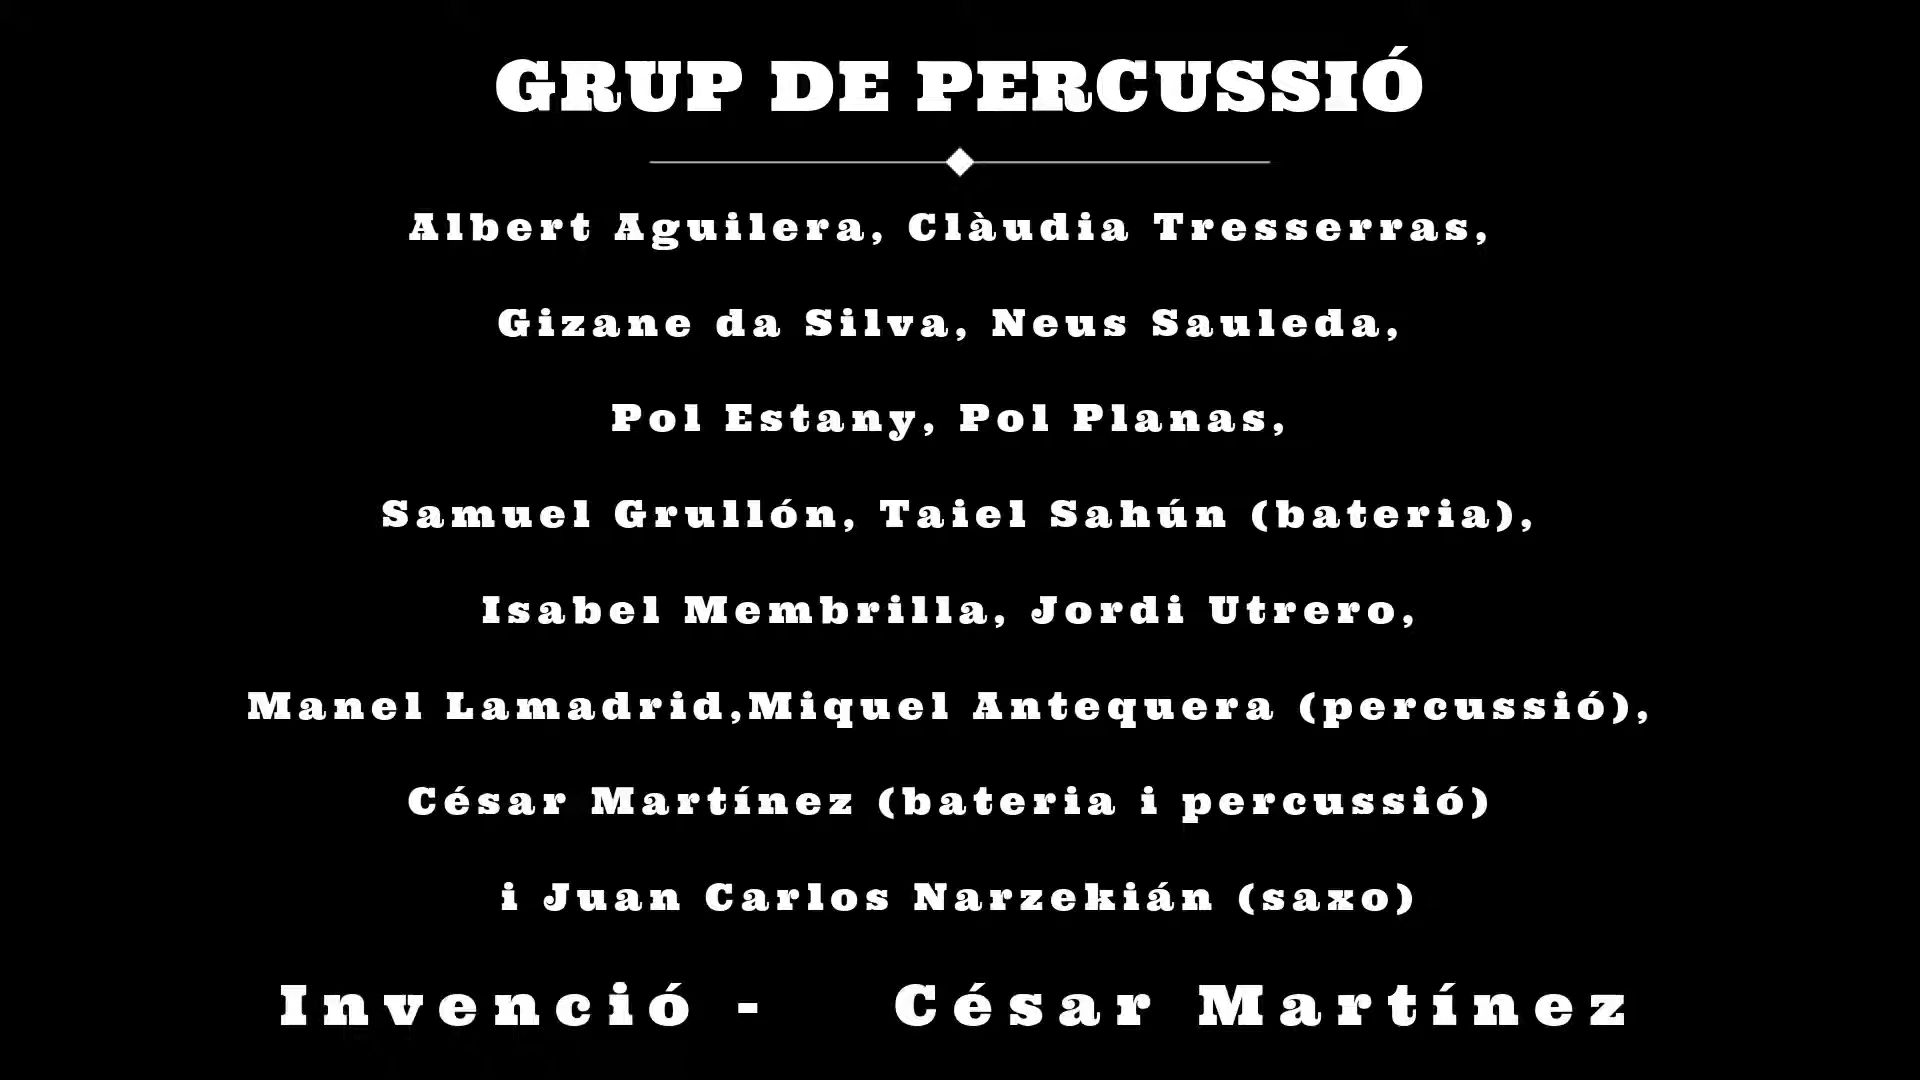 GRUP DE PERCUSSIÓ
Albert Aguilera, Clàudia Tresserras,
Gizane da Silva, Neus Sauleda,
Pol Estany, Pol Planas,
Samuel Grullón, Taiel Sahún (bateria),
Isabel Membrilla, Jordi Utrero,
Manel Lamadrid,Miquel Antequera (percussió),
César Martínez (bateria i percussió)
i Juan Carlos Narzekián (saxo)
Invenció - César Martínez